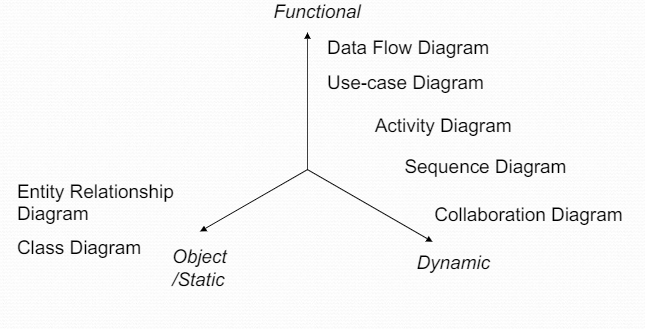 Functional
Data Flow Diagram
Use-case Diagram
Activity Diagram
Sequence Diagram
Entity Relationship
Diagram
Collaboration Diagram
Class Diagram
Object
/Static
Dynamic